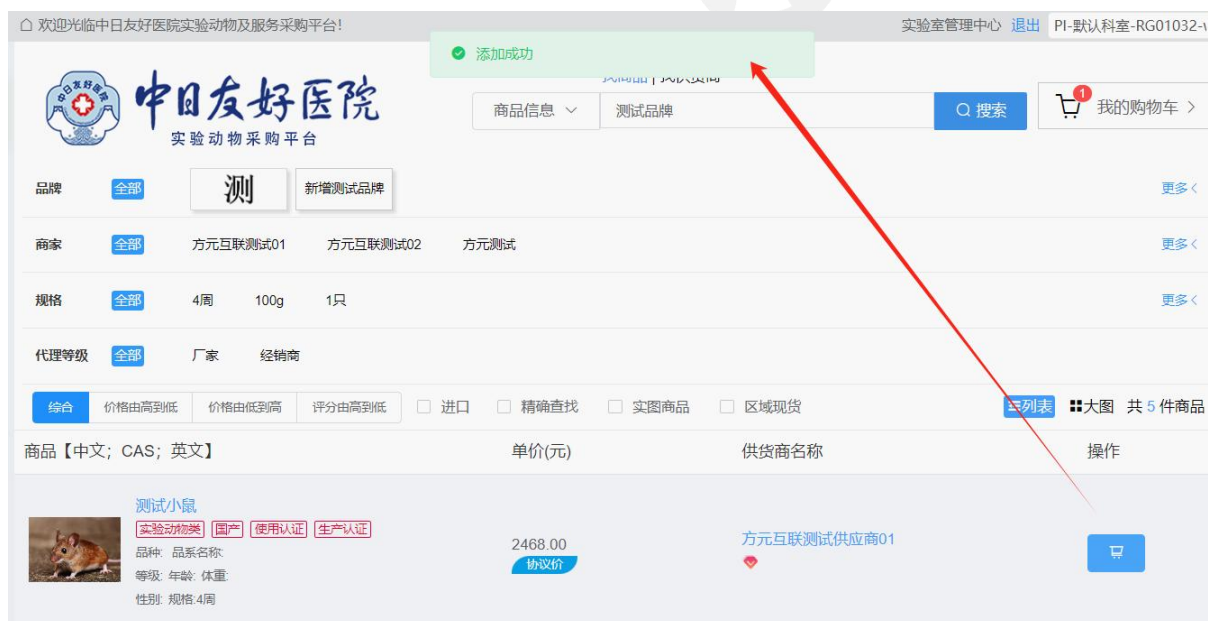 欢迎光临中日友好医院实验动物及服务采购平台! 实验室管理中心 退出 PI-默认科室-RG01032-
添加成功
中日友好医院
实验动物采购平台
商品信息 测试品牌 搜索 1 我的购物车 >
品牌 全部 测 新增测试品牌 更多<
商家 全部 方元互联测试01 方元互联测试02 方元测试 更多<
规格 全部 4周 100g 1只 更多<
代理等级 全部 厂家 经销商
综合 价格由高到低 价格由低到高 评分由高到低 进口 精确查找 实图商品 区域现货 列表 大图 共 5 件商品
商品【中文; CAS; 英文】 单价(元) 供货商名称 操作
测试小鼠
实验动物类 国产 使用认证 生产认证
品种: 品系名称:
等级: 年龄: 体重:
性别: 规格:4周
2468.00
协议价
方元互联测试供应商01